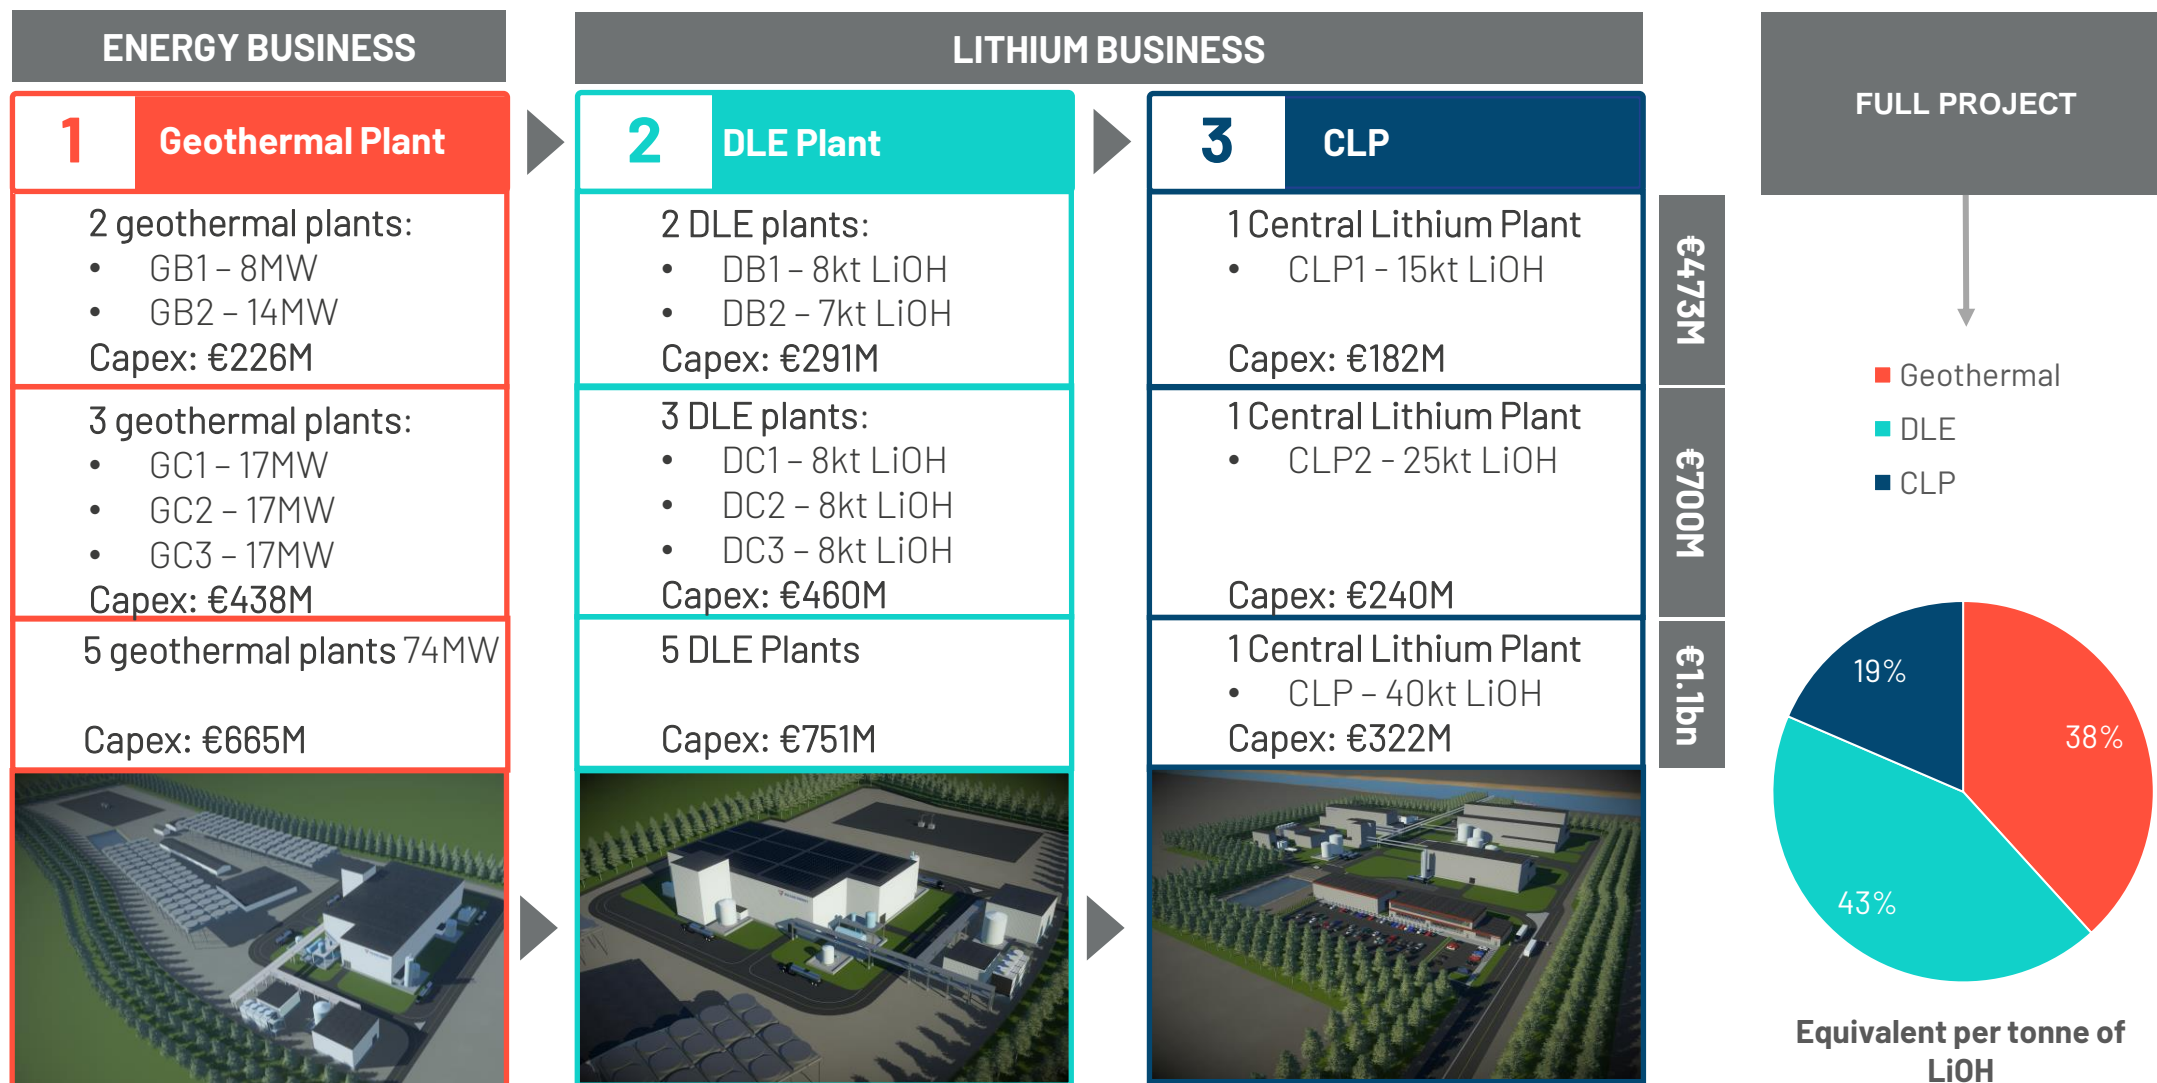 ENERGY BUSINESS
LITHIUM BUSINESS
FULL PROJECT
1 Geothermal Plant
2 geothermal plants:
• GB1 – 8MW
• GB2 – 14MW
Capex: €226M
3 geothermal plants:
• GC1 – 17MW
• GC2 – 17MW
• GC3 – 17MW
Capex: €438M
5 geothermal plants 74MW
Capex: €665M
2 DLE Plant
2 DLE plants:
• DB1 – 8kt LiOH
• DB2 – 7kt LiOH
Capex: €291M
3 DLE plants:
• DC1 – 8kt LiOH
• DC2 – 8kt LiOH
• DC3 – 8kt LiOH
Capex: €460M
5 DLE Plants
Capex: €751M
3 CLP
1 Central Lithium Plant
• CLP1 - 15kt LiOH
Capex: €182M
1 Central Lithium Plant
• CLP2 - 25kt LiOH
Capex: €240M
1 Central Lithium Plant
• CLP – 40kt LiOH
Capex: €322M
€473M
€700M
€1.1bn
Geothermal
DLE
CLP
19%
38%
43%
Equivalent per tonne of
LiOH